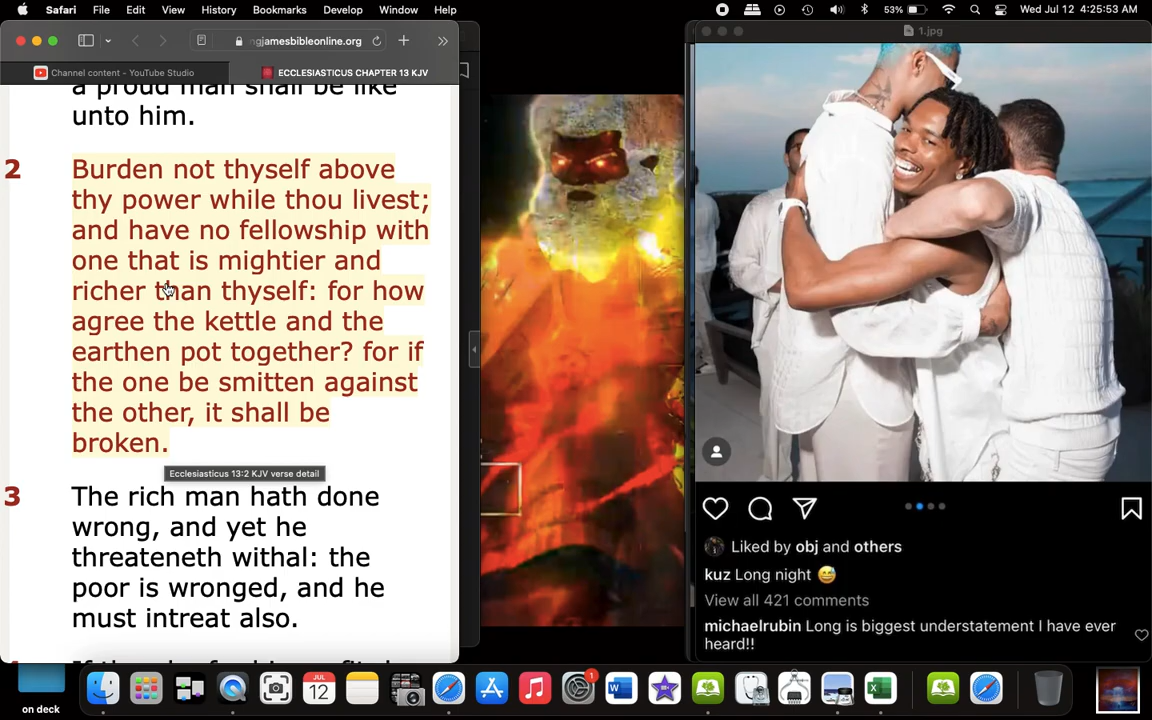 Safari File Edit View History Bookmarks Develop Window Help 53% Wed Jul 12 4:25:53 AM
ngjamesbibleonline.org
1.jpg
Channel content - YouTube Studio ECCLESIASTICUS CHAPTER 13 KJV
a proud man shall be like
unto him.
2 Burden not thyself above
thy power while thou livest;
and have no fellowship with
one that is mightier and
richer than thyself: for how
agree the kettle and the
earthen pot together? for if
the one be smitten against
the other, it shall be
broken.
Ecclesiasticus 13:2 KJV verse detail
3 The rich man hath done
wrong, and yet he
threateneth withal: the
poor is wronged, and he
must intreat also.
Liked by obj and others
kuz Long night 😅
View all 421 comments
michaelrubin Long is biggest understatement I have ever
heard!!
JUL
12
1
on deck